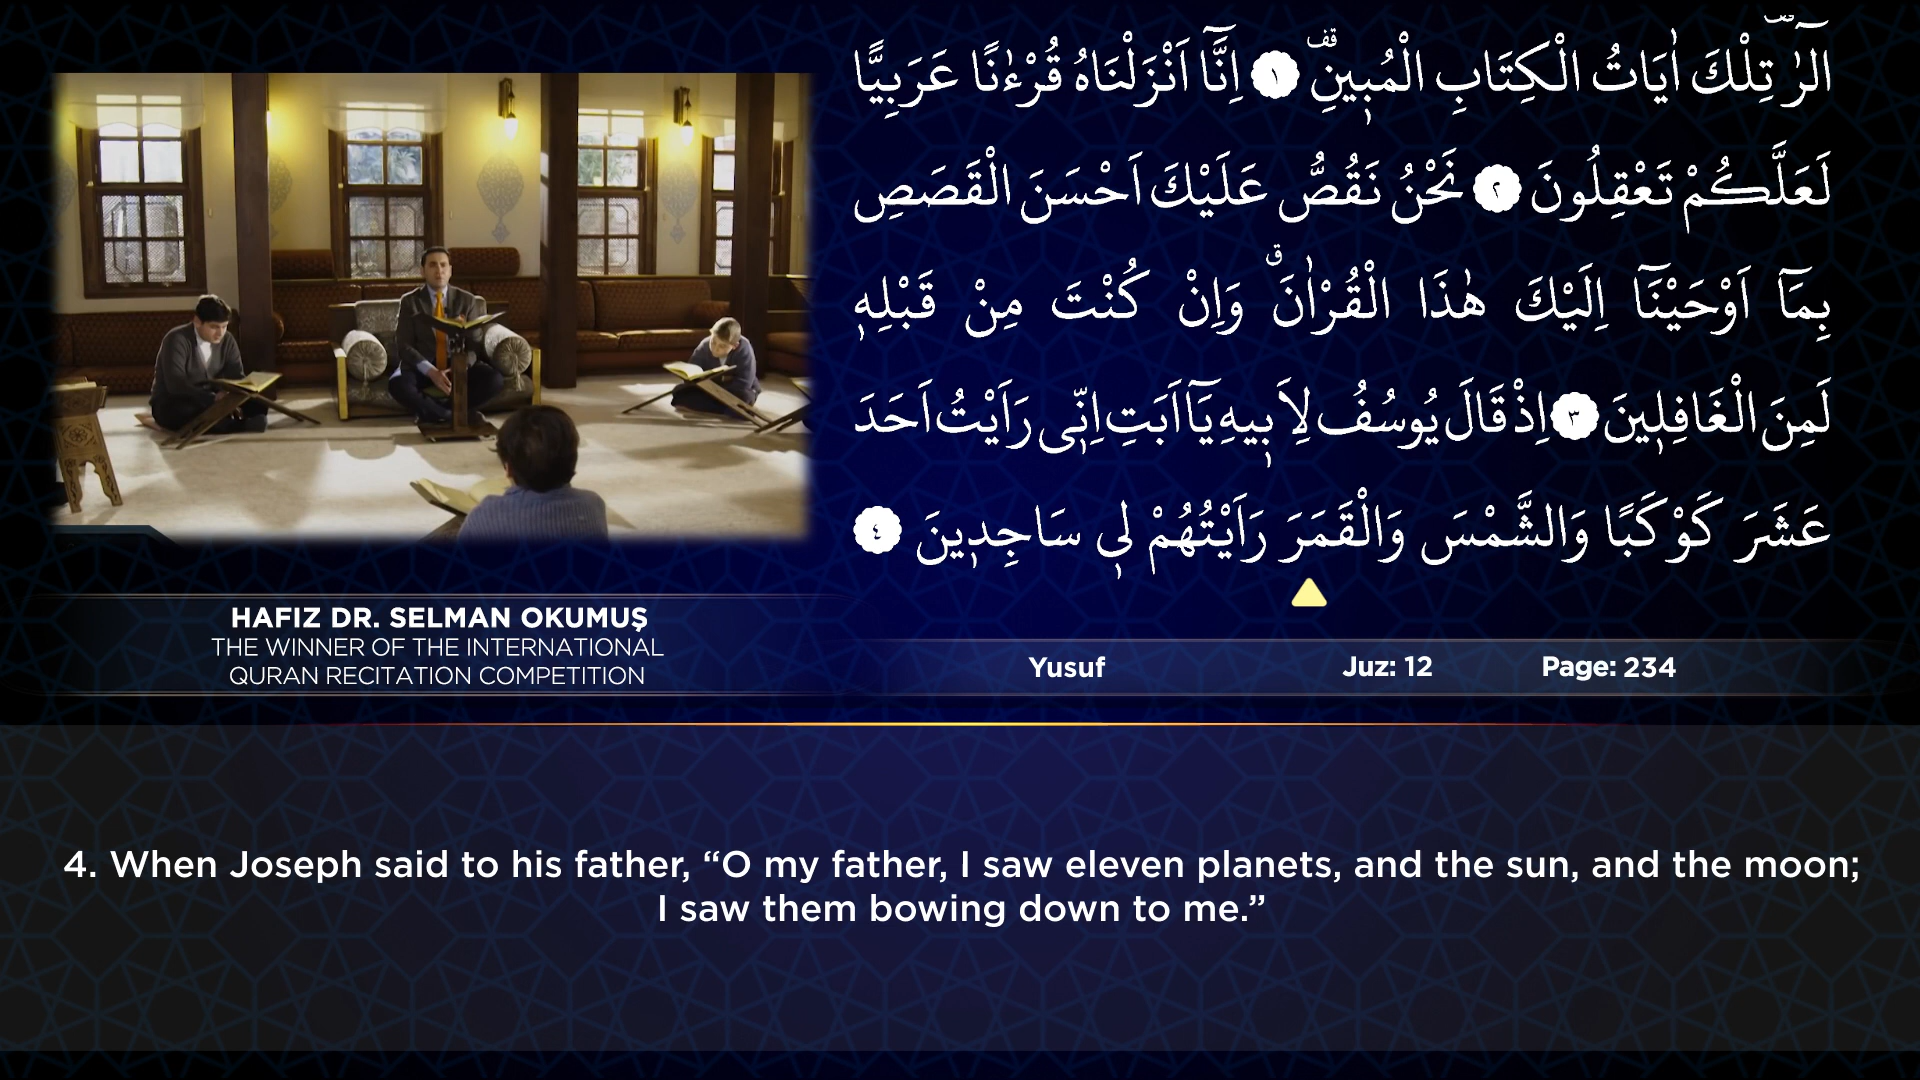 الٓرٰ تِلْكَ اٰيَاتُ الْكِتَابِ الْمُب۪ينِ۠ ﴿١﴾ اِنَّٓا اَنْزَلْنَاهُ قُرْءٰنًا عَرَبِيًّا
لَعَلَّكُمْ تَعْقِلُونَ ﴿٢﴾ نَحْنُ نَقُصُّ عَلَيْكَ اَحْسَنَ الْقَصَصِ
بِمَٓا اَوْحَيْنَٓا اِلَيْكَ هٰذَا الْقُرْاٰنَۗ وَاِنْ كُنْتَ مِنْ قَبْلِه۪
لَمِنَ الْغَافِل۪ينَ ﴿٣﴾ اِذْ قَالَ يُوسُفُ لِاَب۪يهِ يَٓا اَبَتِ اِنّ۪ى رَاَيْتُ اَحَدَ
عَشَرَ كَوْكَبًا وَالشَّمْسَ وَالْقَمَرَ رَاَيْتُهُمْ ل۪ى سَاجِد۪ينَ ﴿٤﴾
HAFIZ DR. SELMAN OKUMUŞ
THE WINNER OF THE INTERNATIONAL
QURAN RECITATION COMPETITION
Yusuf Juz: 12 Page: 234
4. When Joseph said to his father, “O my father, I saw eleven planets, and the sun, and the moon;
I saw them bowing down to me.”